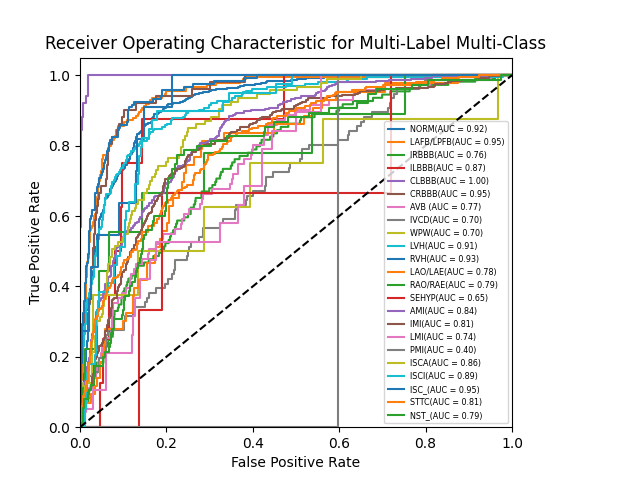 Receiver Operating Characteristic for Multi-Label Multi-Class
True Positive Rate
1.0
0.8
0.6
0.4
0.2
0.0
NORM(AUC = 0.92)
LAFB/LPFB(AUC = 0.95)
IRBBB(AUC = 0.76)
ILBBB(AUC = 0.87)
CLBBB(AUC = 1.00)
CRBBB(AUC = 0.95)
AVB (AUC = 0.77)
IVCD(AUC = 0.70)
WPW(AUC = 0.70)
LVH(AUC = 0.91)
RVH(AUC = 0.93)
LAO/LAE(AUC = 0.78)
RAO/RAE(AUC = 0.79)
SEHYP(AUC = 0.65)
AMI(AUC = 0.84)
IMI(AUC = 0.81)
LMI(AUC = 0.74)
PMI(AUC = 0.40)
ISCA(AUC = 0.86)
ISCI(AUC = 0.89)
ISC_(AUC = 0.95)
STTC(AUC = 0.81)
NST_(AUC = 0.79)
0.0 0.2 0.4 0.6 0.8 1.0
False Positive Rate